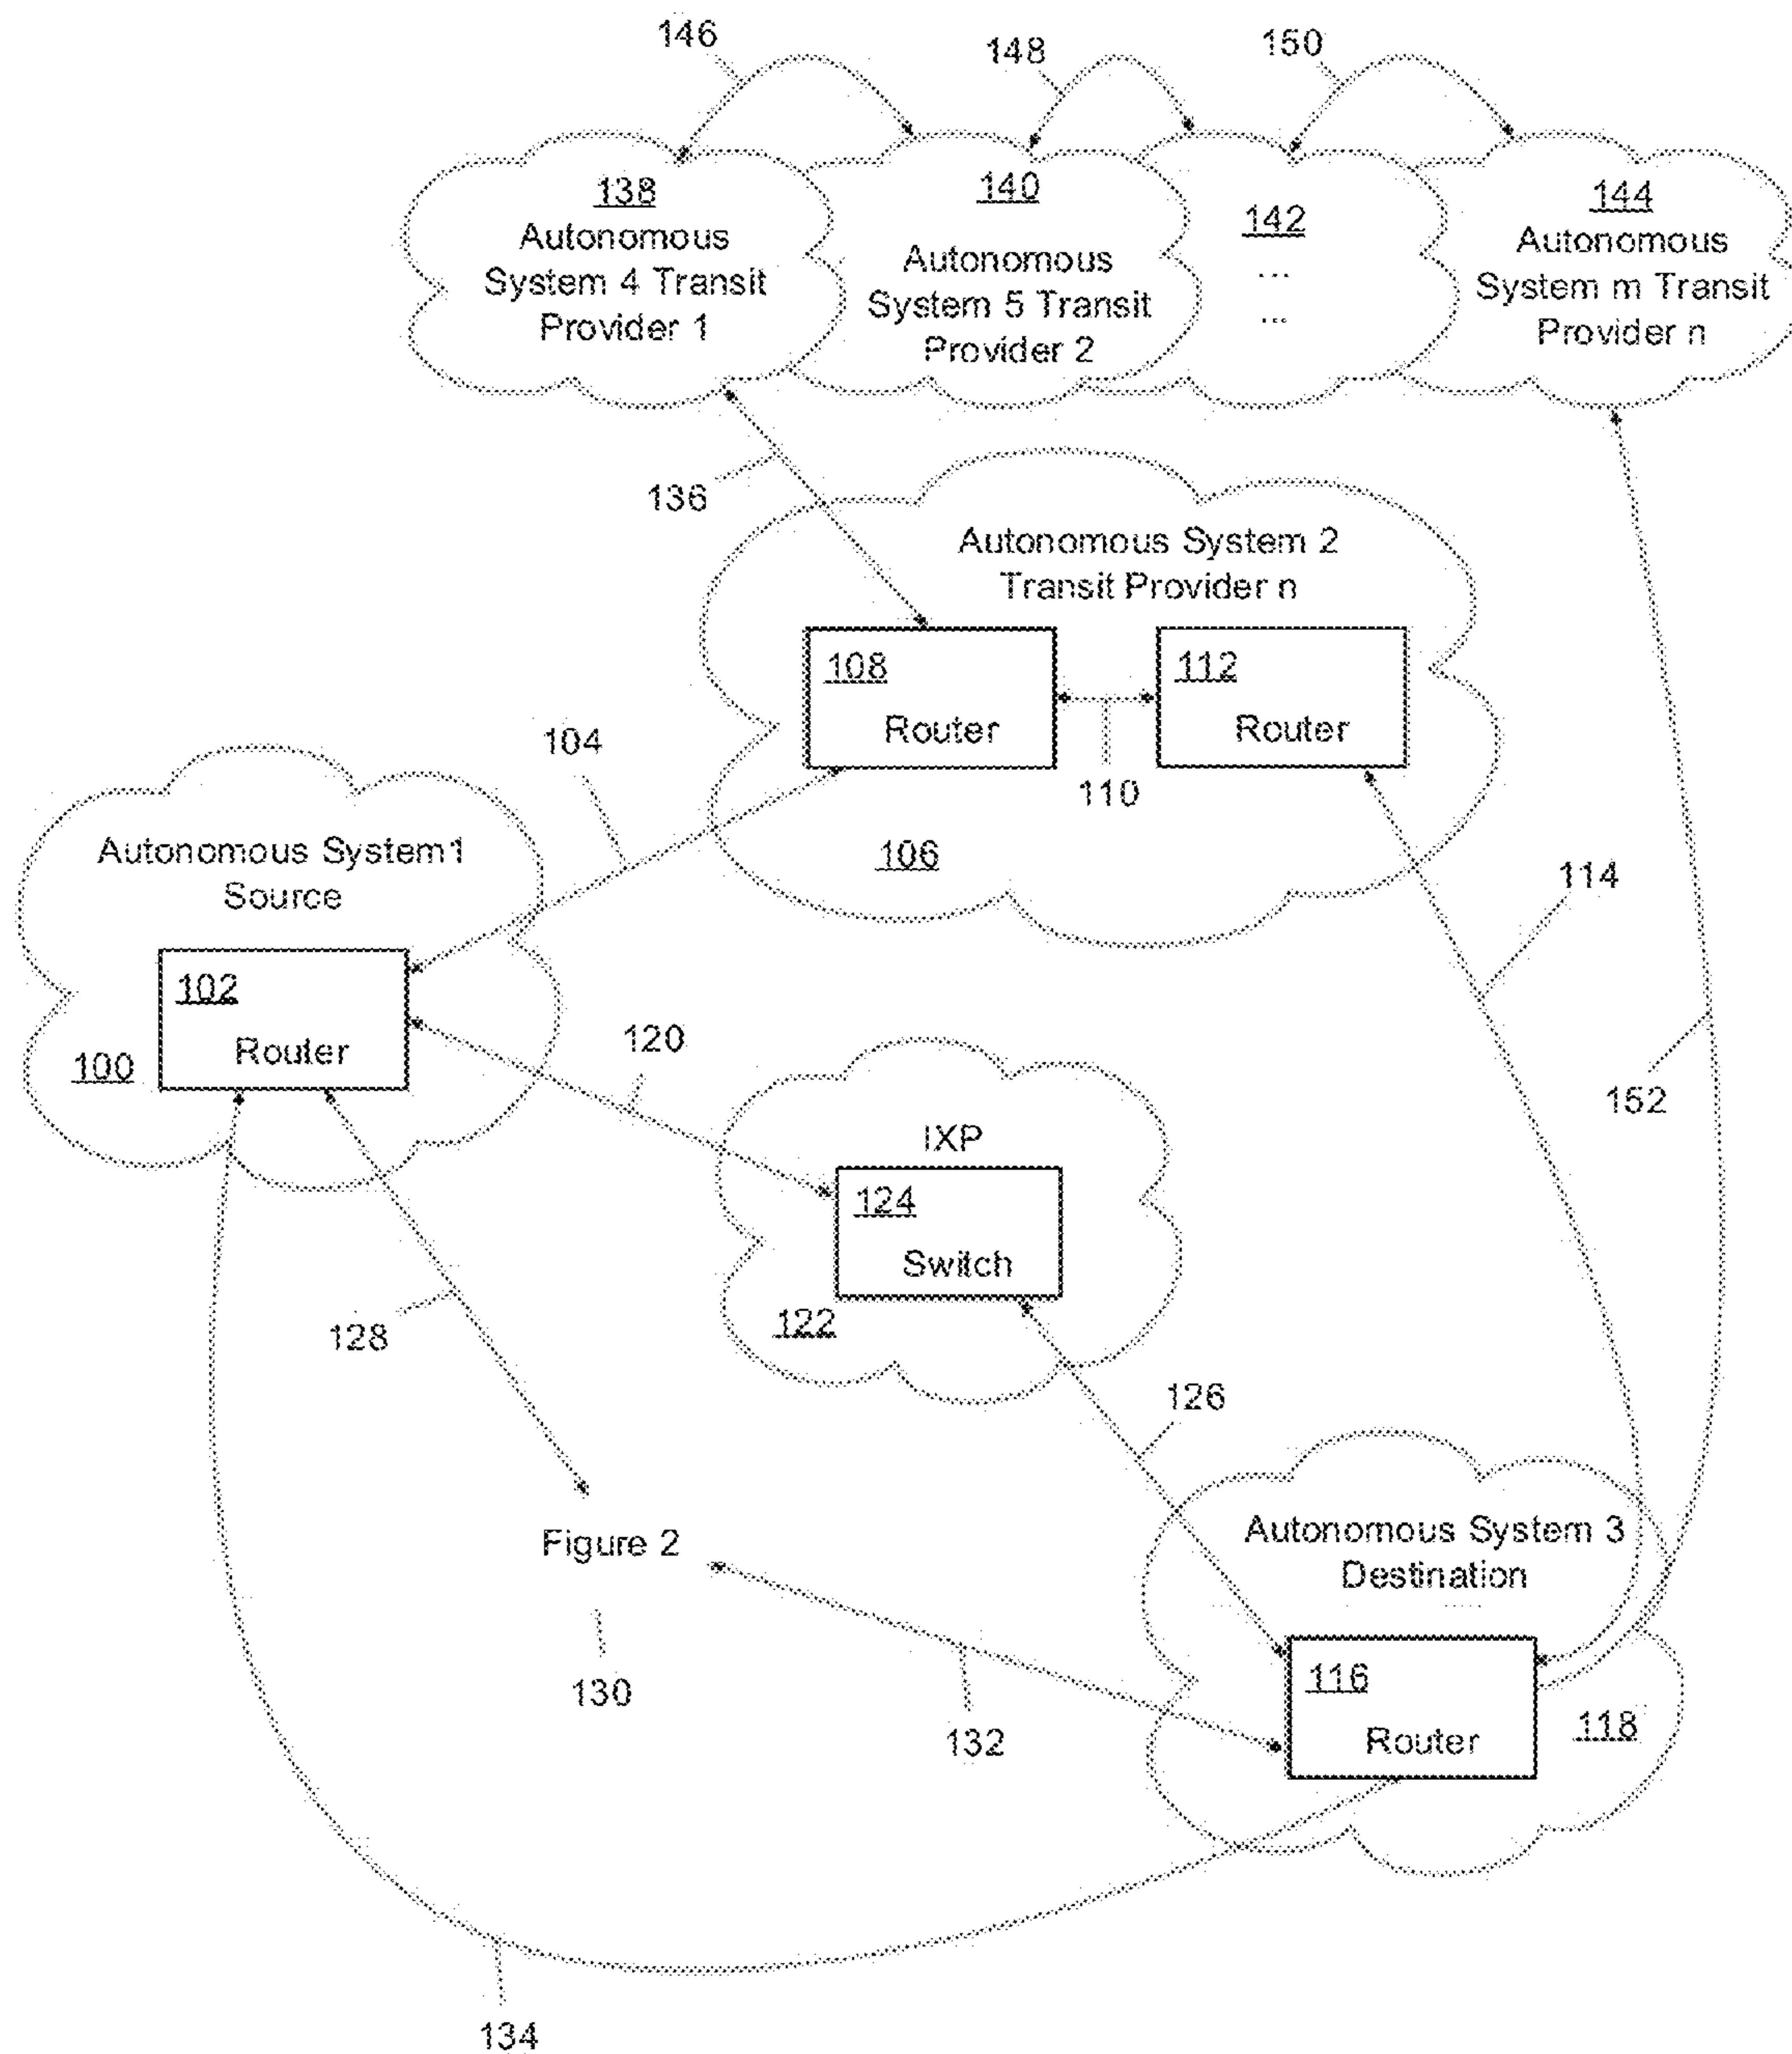 146
148
150
138
Autonomous
System 4 Transit
Provider 1
140
Autonomous
System 5 Transit
Provider 2
142
...
...
144
Autonomous
System m Transit
Provider n
136
Autonomous System 2
Transit Provider n
108
Router
112
Router
110
104
106
114
Autonomous System1
Source
102
Router
100
120
152
IXP
124
Switch
122
128
126
Figure 2
130
Autonomous System 3
Destination
116
Router
118
132
134